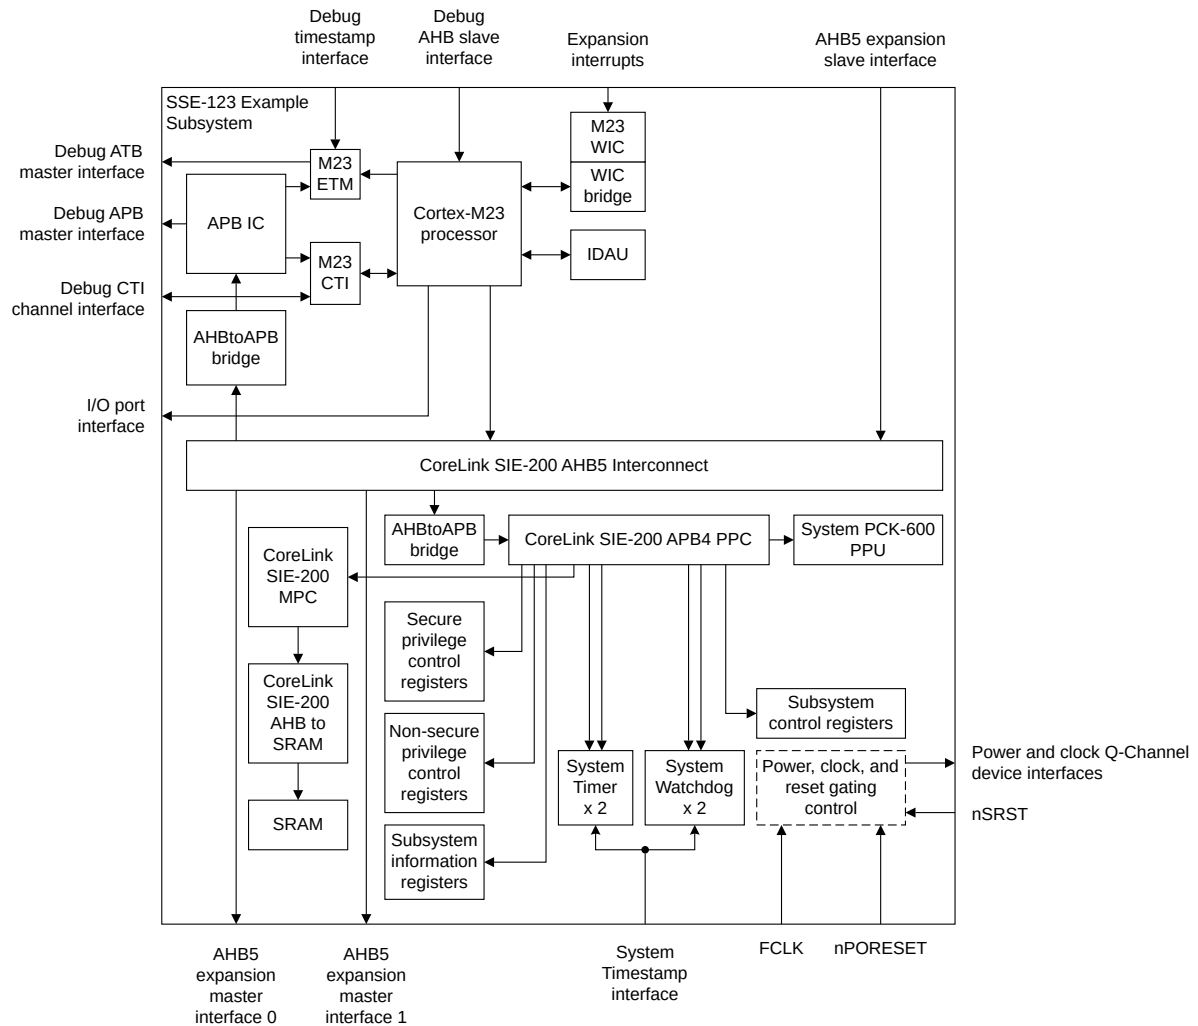 Debug
timestamp
interface
Debug
AHB slave
interface
Expansion
interrupts
AHB5 expansion
slave interface
SSE-123 Example
Subsystem
Debug ATB
master interface
Debug APB
master interface
Debug CTI
channel interface
I/O port
interface
M23
ETM
APB IC
M23
CTI
AHBtoAPB
bridge
Cortex-M23
processor
M23
WIC
WIC
bridge
IDAU
CoreLink SIE-200 AHB5 Interconnect
AHBtoAPB
bridge
CoreLink SIE-200 APB4 PPC
System PCK-600
PPU
CoreLink
SIE-200
MPC
CoreLink
SIE-200
AHB to
SRAM
SRAM
Secure
privilege
control
registers
Non-secure
privilege
control
registers
Subsystem
information
registers
System
Timer
x 2
System
Watchdog
x 2
Subsystem
control registers
Power, clock, and
reset gating
control
Power and clock Q-Channel
device interfaces
nSRST
AHB5
expansion
master
interface 0
AHB5
expansion
master
interface 1
System
Timestamp
interface
FCLK
nPORESET